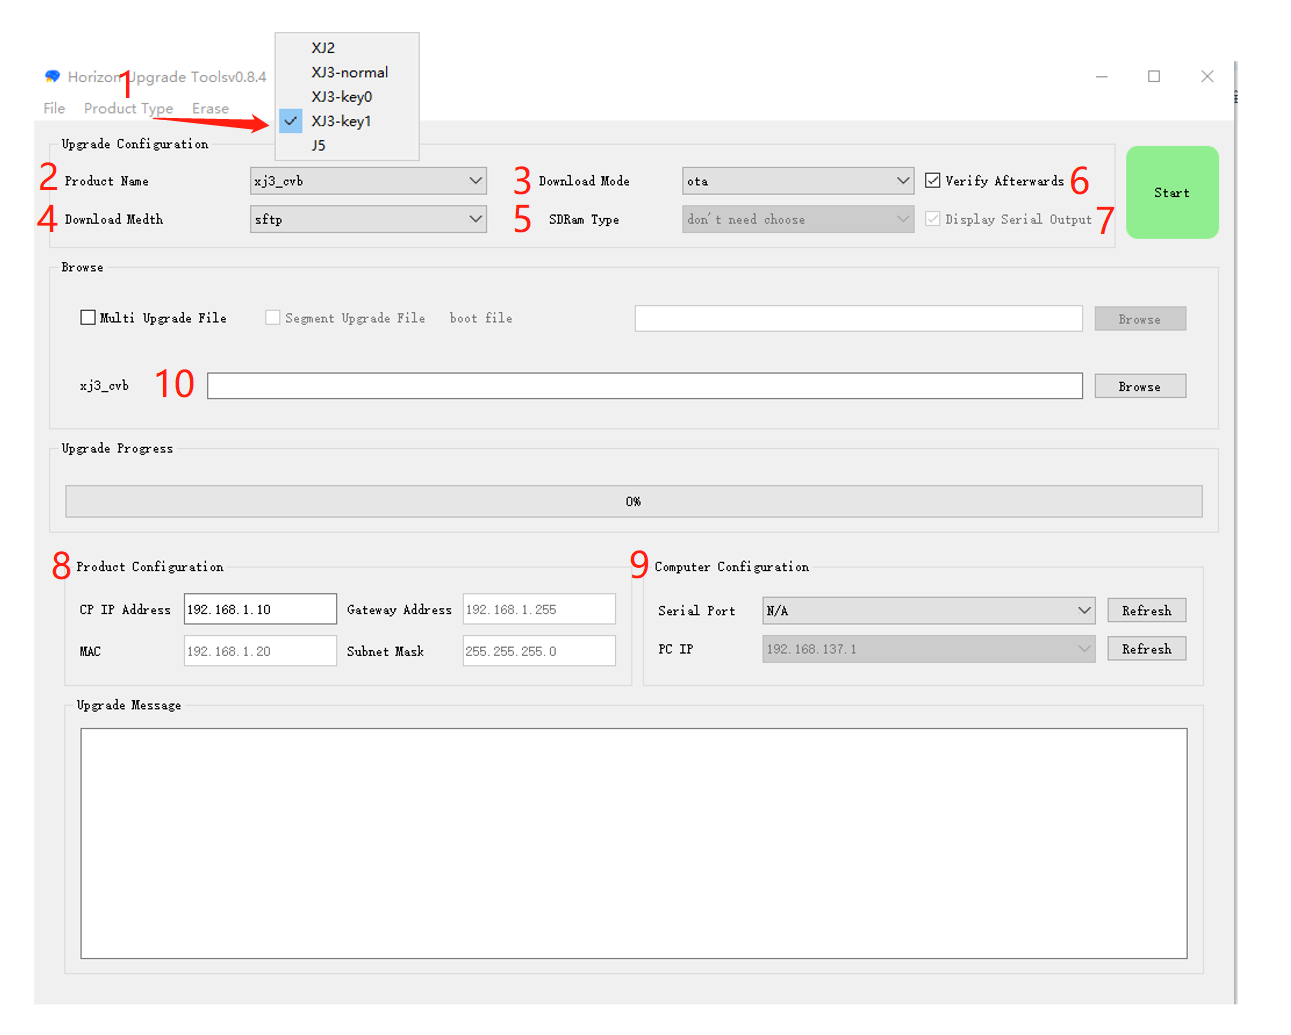 XJ2
Horizon Upgrade Toolsv0.8.4
1
XJ3-normal
XJ3-key0
File Product Type Erase
XJ3-key1
J5
Upgrade Configuration
2 Product Name xj3_cvb 3 Download Mode ota Verify Afterwards 6
Start
4 Download Medth sftp 5 SDRam Type don't need choose Display Serial Output 7
Browse
Multi Upgrade File Segment Upgrade File boot file Browse
xj3_cvb 10 Browse
Upgrade Progress
0%
8 Product Configuration 9 Computer Configuration
CP IP Address 192.168.1.10 Gateway Address 192.168.1.255 Serial Port N/A Refresh
MAC 192.168.1.20 Subnet Mask 255.255.255.0 PC IP 192.168.137.1 Refresh
Upgrade Message